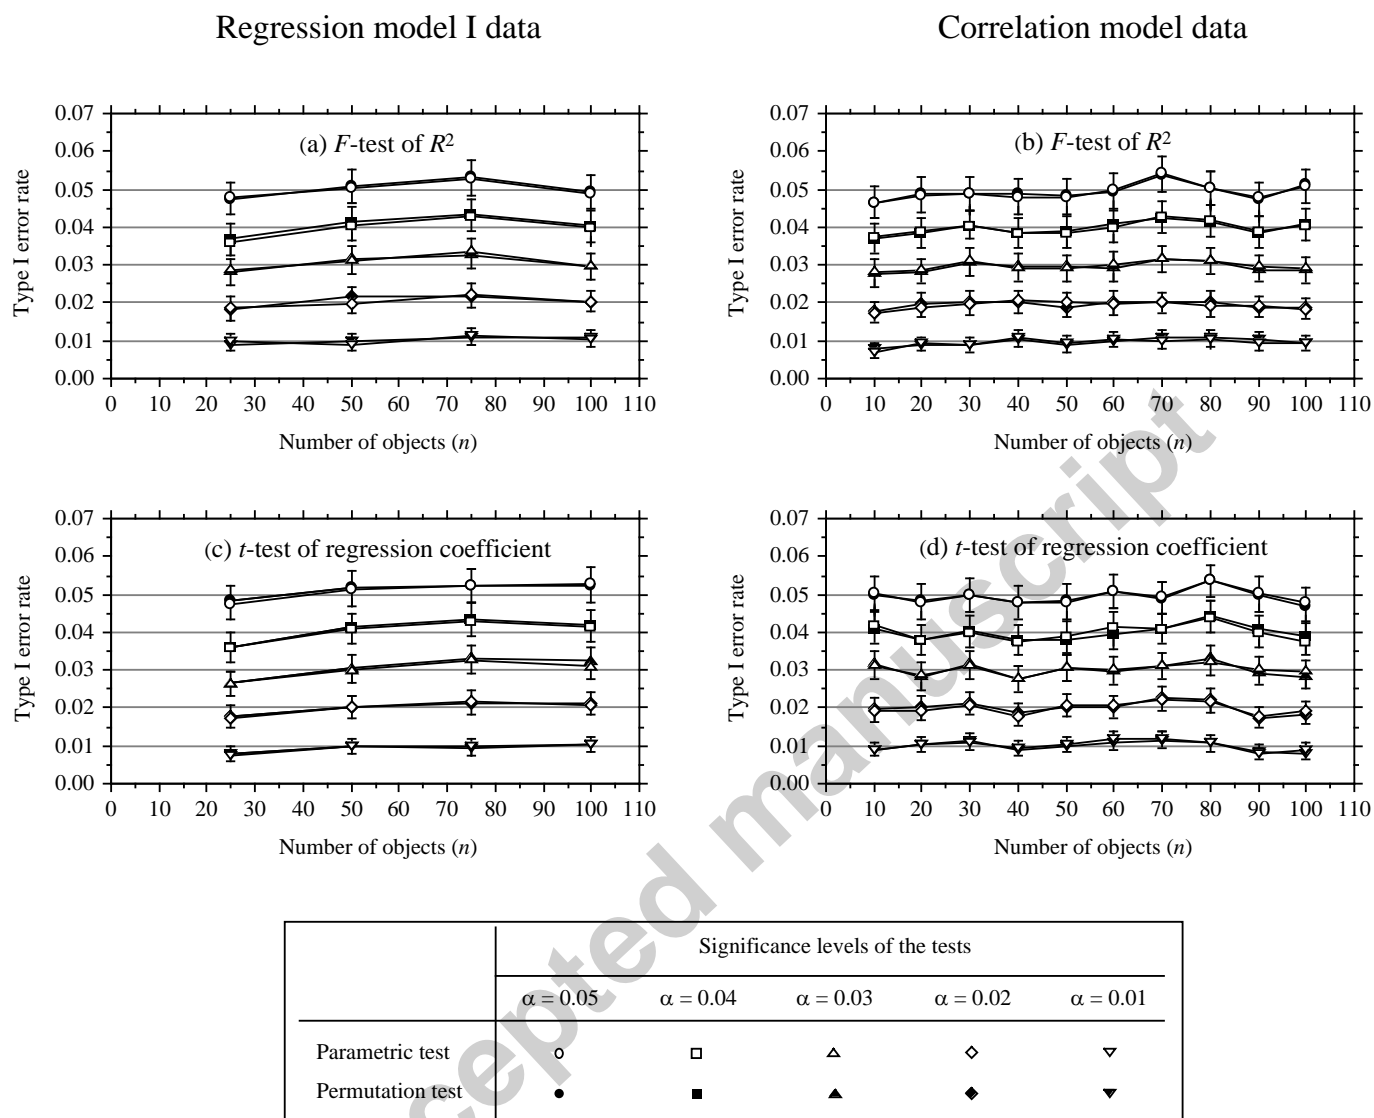 Regression model I data
Correlation model data
(a) F-test of R2
Type I error rate
0.07
0.06
0.05
0.04
0.03
0.02
0.01
0.00
0 10 20 30 40 50 60 70 80 90 100 110
Number of objects (n)
(b) F-test of R2
Type I error rate
0.07
0.06
0.05
0.04
0.03
0.02
0.01
0.00
0 10 20 30 40 50 60 70 80 90 100 110
Number of objects (n)
(c) t-test of regression coefficient
Type I error rate
0.07
0.06
0.05
0.04
0.03
0.02
0.01
0.00
0 10 20 30 40 50 60 70 80 90 100 110
Number of objects (n)
(d) t-test of regression coefficient
Type I error rate
0.07
0.06
0.05
0.04
0.03
0.02
0.01
0.00
0 10 20 30 40 50 60 70 80 90 100 110
Number of objects (n)
Significance levels of the tests
α = 0.05 α = 0.04 α = 0.03 α = 0.02 α = 0.01
Parametric test
Permutation test
cepted manuscript